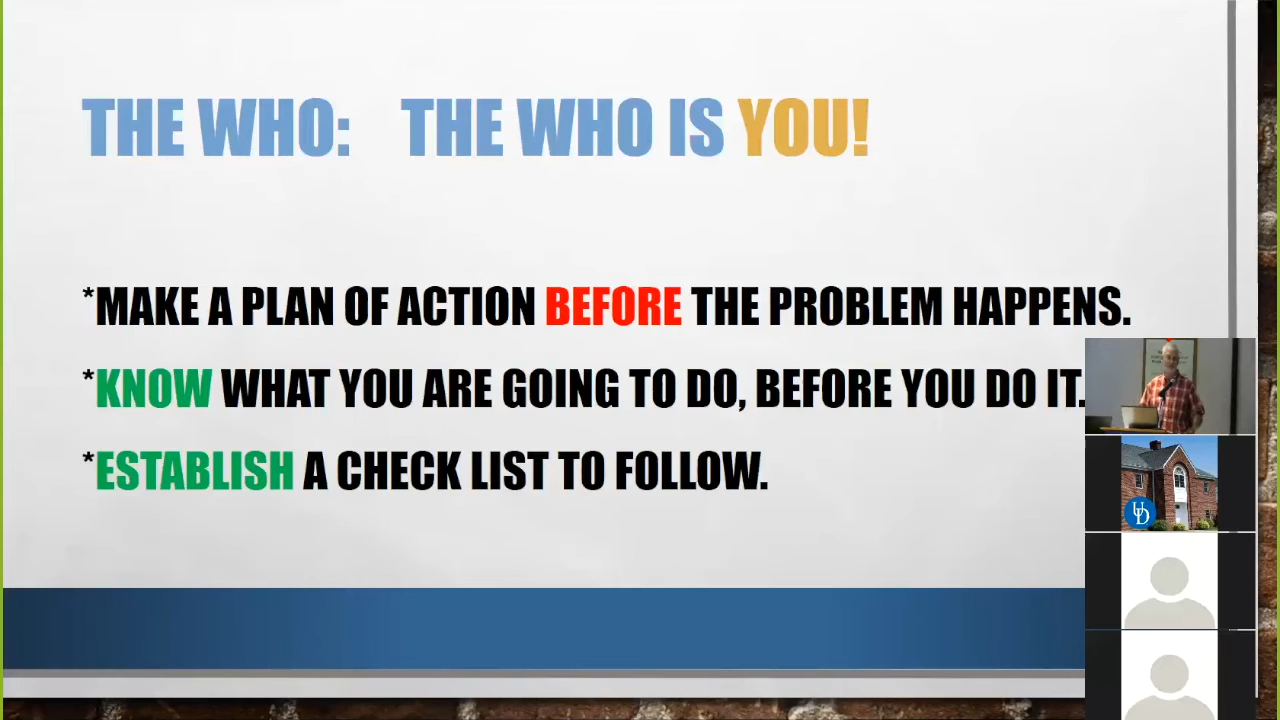 THE WHO: THE WHO IS YOU!
*MAKE A PLAN OF ACTION BEFORE THE PROBLEM HAPPENS.
*KNOW WHAT YOU ARE GOING TO DO, BEFORE YOU DO IT.
*ESTABLISH A CHECK LIST TO FOLLOW.
UD